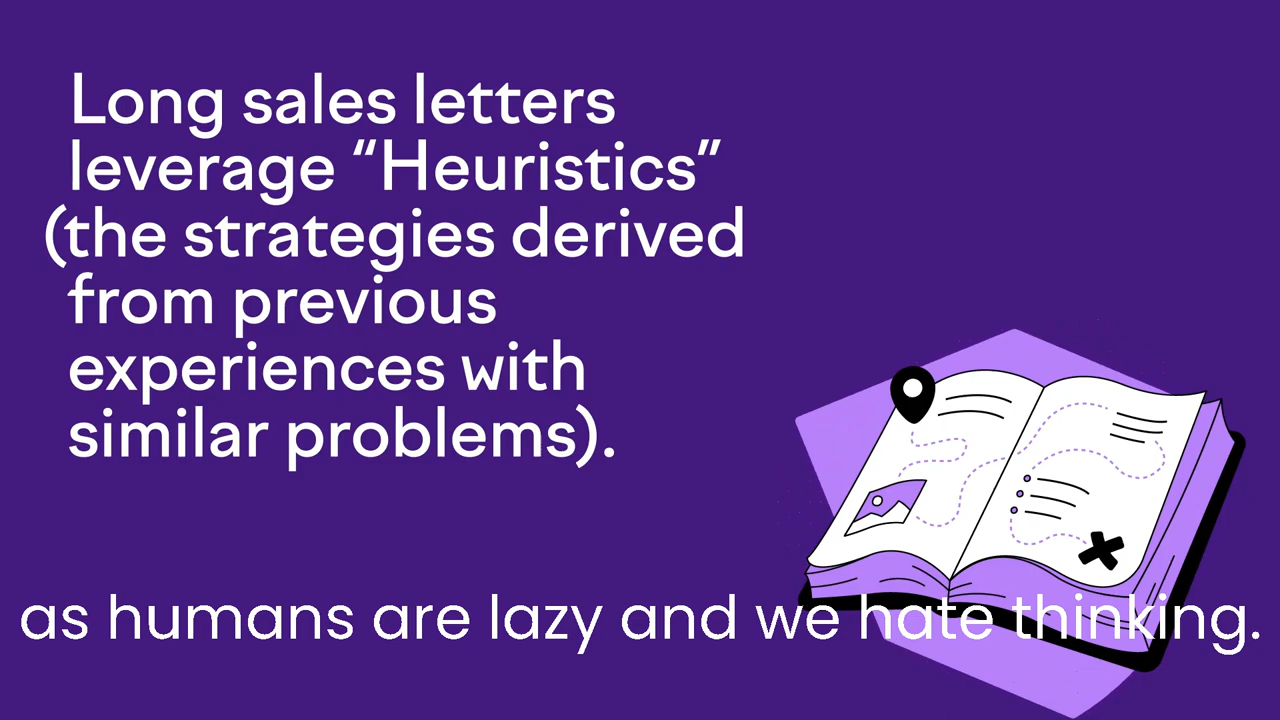 Long sales letters
leverage “Heuristics”
(the strategies derived
from previous
experiences with
similar problems).
as humans are lazy and we hate thinking.